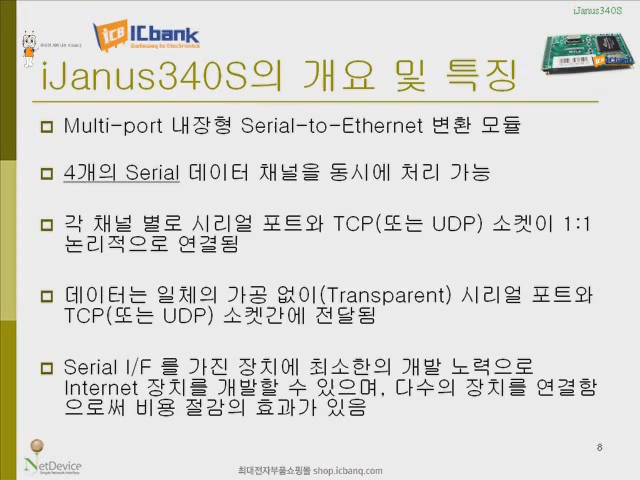 iJanus340S
ICbank
Gateway to Electronics
iJanus340S의 개요 및 특징
Multi-port 내장형 Serial-to-Ethernet 변환 모듈
4개의 Serial 데이터 채널을 동시에 처리 가능
각 채널 별로 시리얼 포트와 TCP(또는 UDP) 소켓이 1:1
논리적으로 연결됨
데이터는 일체의 가공 없이(Transparent) 시리얼 포트와
TCP(또는 UDP) 소켓간에 전달됨
Serial I/F 를 가진 장치에 최소한의 개발 노력으로
Internet 장치를 개발할 수 있으며, 다수의 장치를 연결함
으로써 비용 절감의 효과가 있음
8
NetDevice
최대전자부품쇼핑몰 shop.icbanq.com